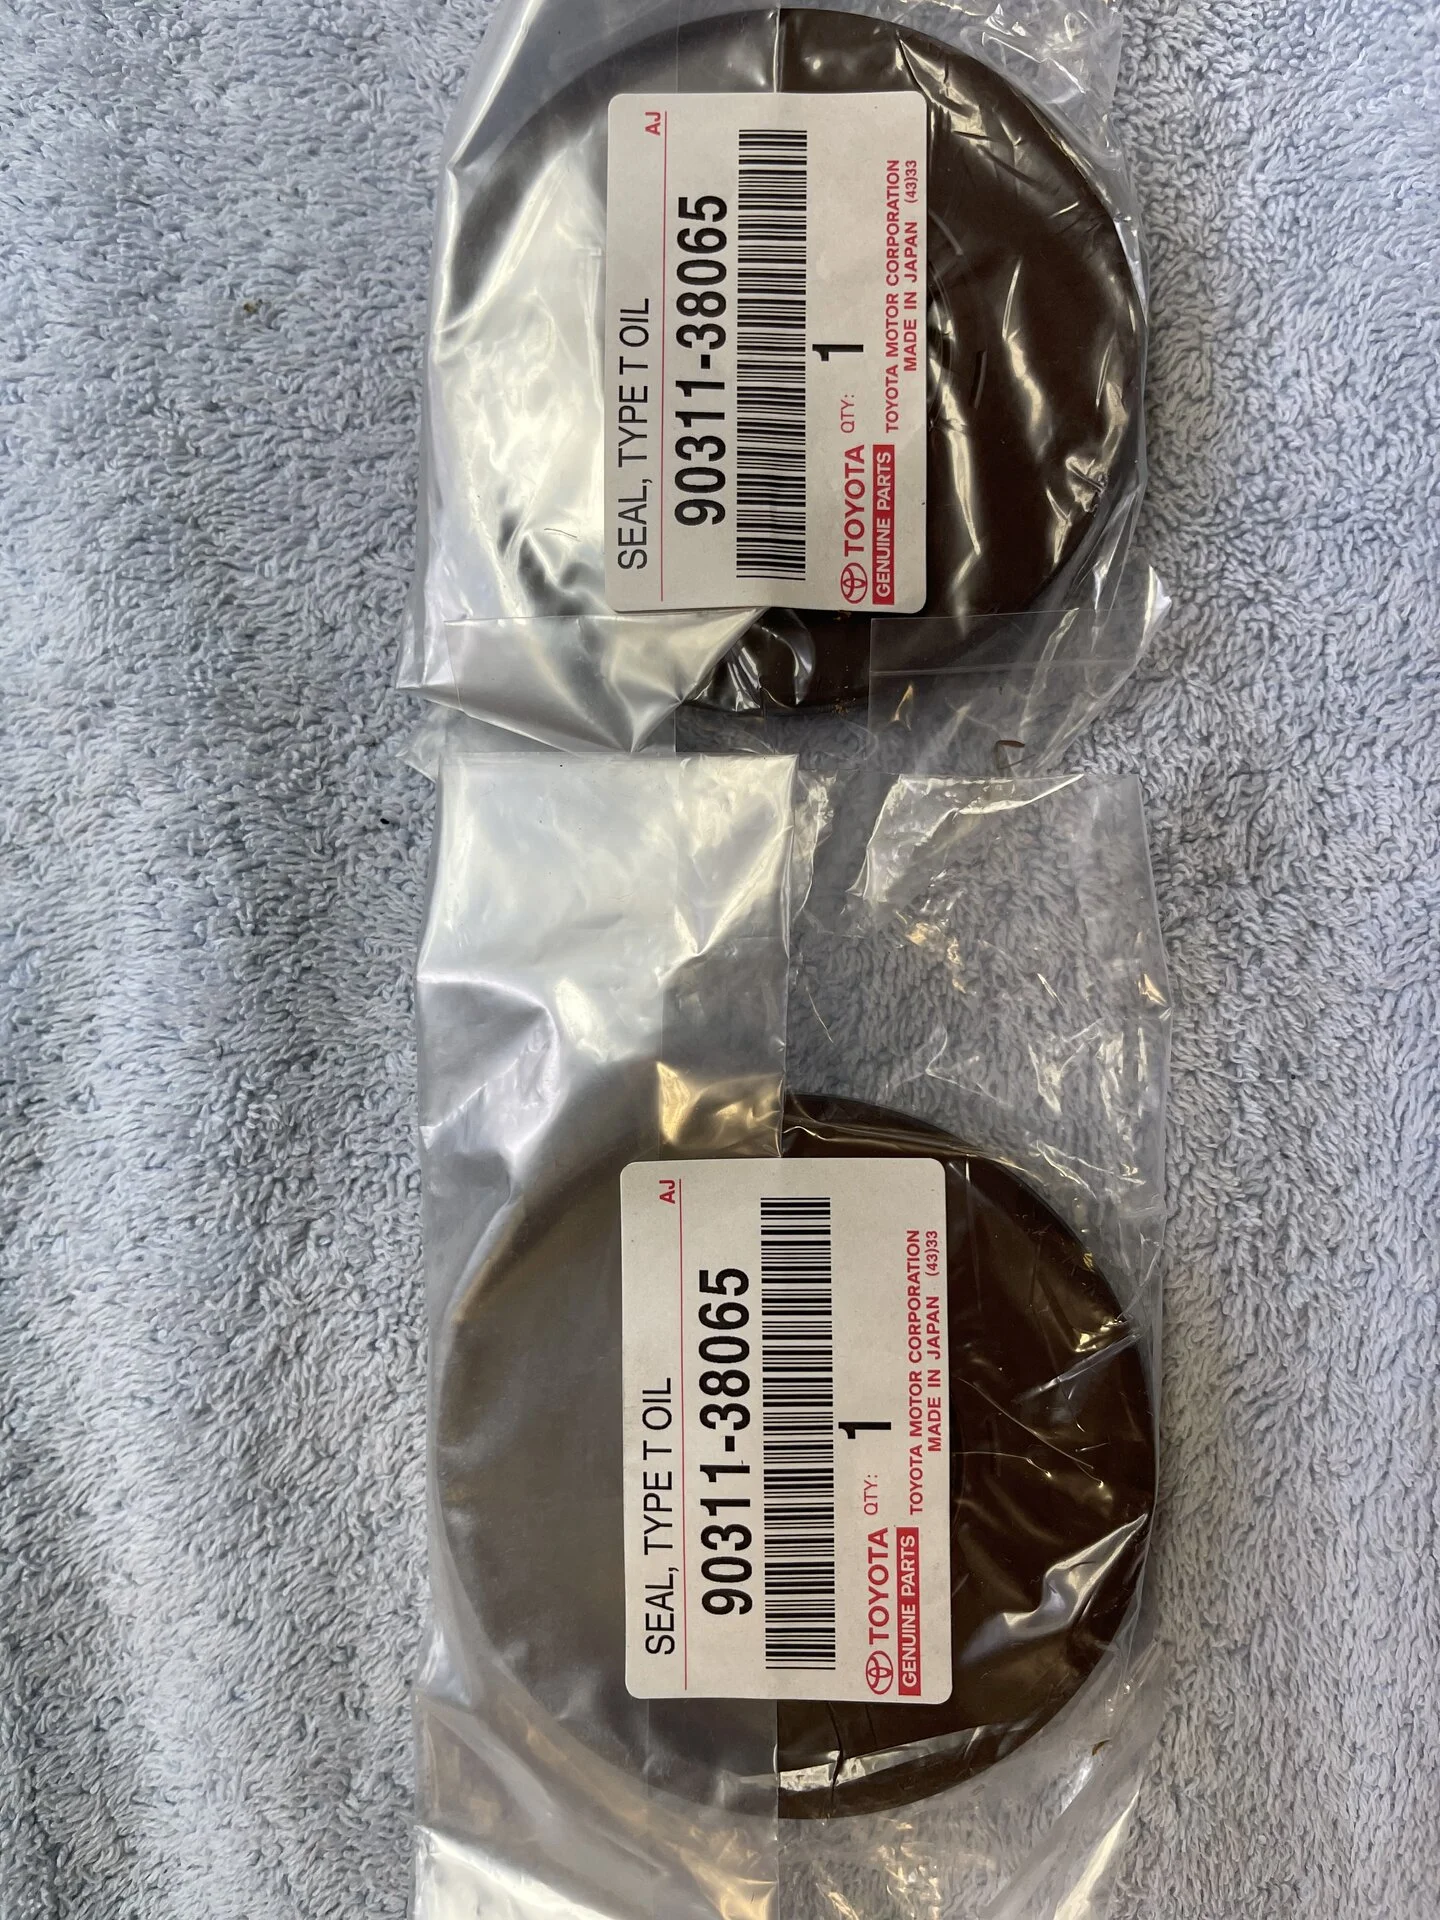 SEAL, TYPE T OIL AJ
90311-38065
TOYOTA QTY: 1
GENUINE PARTS
TOYOTA MOTOR CORPORATION
MADE IN JAPAN (43)33
SEAL, TYPE T OIL AJ
90311-38065
TOYOTA QTY: 1
GENUINE PARTS
TOYOTA MOTOR CORPORATION
MADE IN JAPAN (43)33